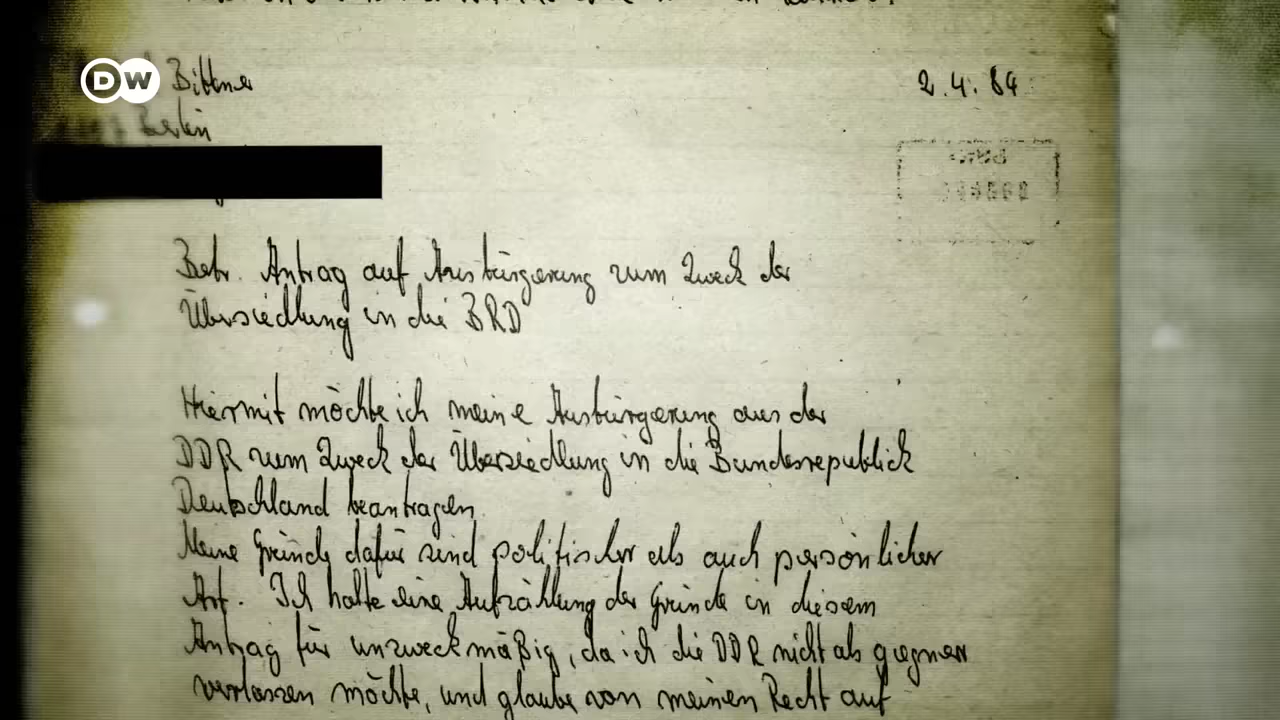 DW
Bittner
2.4.84
Berlin
Betr. Antrag auf Ausbürgerung zum Zweck der
Übersiedlung in die BRD
Hiermit möchte ich meine Ausbürgerung aus der
DDR zum Zweck der Übersiedlung in die Bundesrepublick
Deutschland beantragen.
Meine Gründe dafür sind politischer als auch persönlicher
Art. Ich halte eine Aufzählung der Gründe in diesem
Antrag für unzweckmäßig, da ich die DDR nicht als gegner
verlassen möchte, und glaube von meinen Recht auf